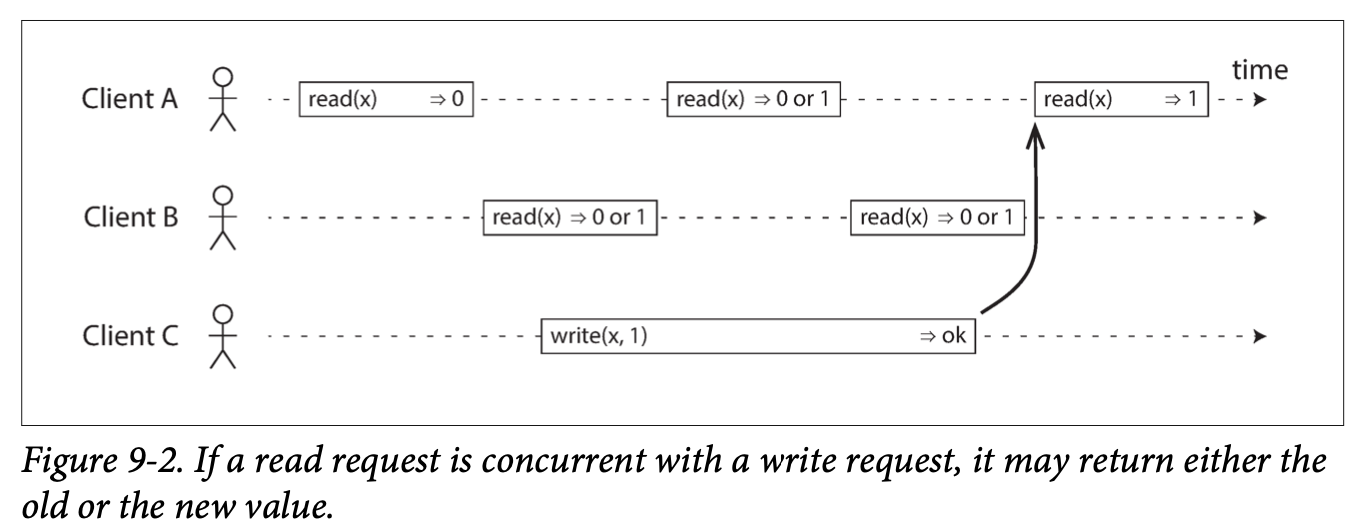 time
Client A read(x) ⇒ 0 read(x) ⇒ 0 or 1 read(x) ⇒ 1
Client B read(x) ⇒ 0 or 1 read(x) ⇒ 0 or 1
Client C write(x, 1) ⇒ ok
Figure 9-2. If a read request is concurrent with a write request, it may return either the
old or the new value.